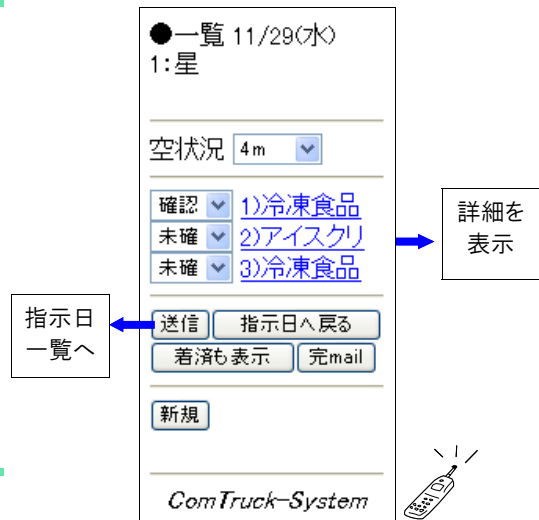 ●一覧 11/29(水)
1:星
空状況 4m
確認 1)冷凍食品
未確 2)アイスクリ
未確 3)冷凍食品
詳細を
表示
指示日
一覧へ
送信 指示日へ戻る
着済も表示 完mail
新規
ComTruck-System